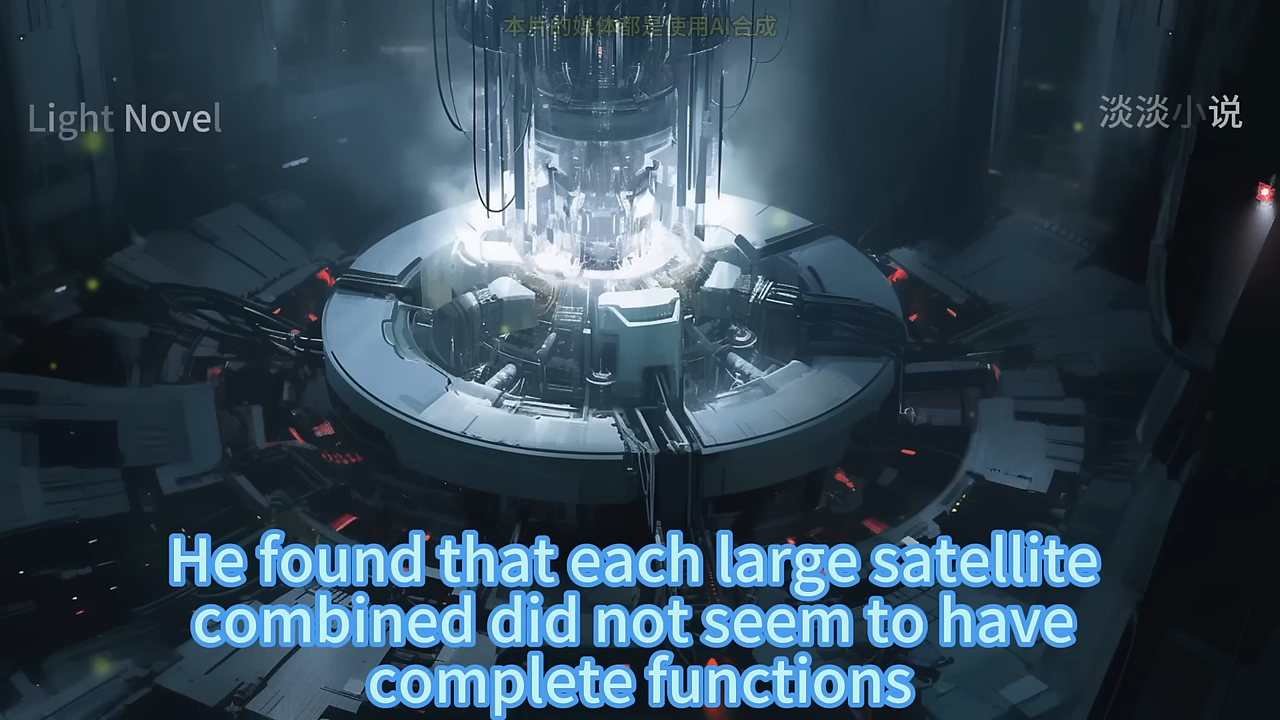 本片的媒体都是使用AI合成
Light Novel
淡淡小说
He found that each large satellite
combined did not seem to have
complete functions